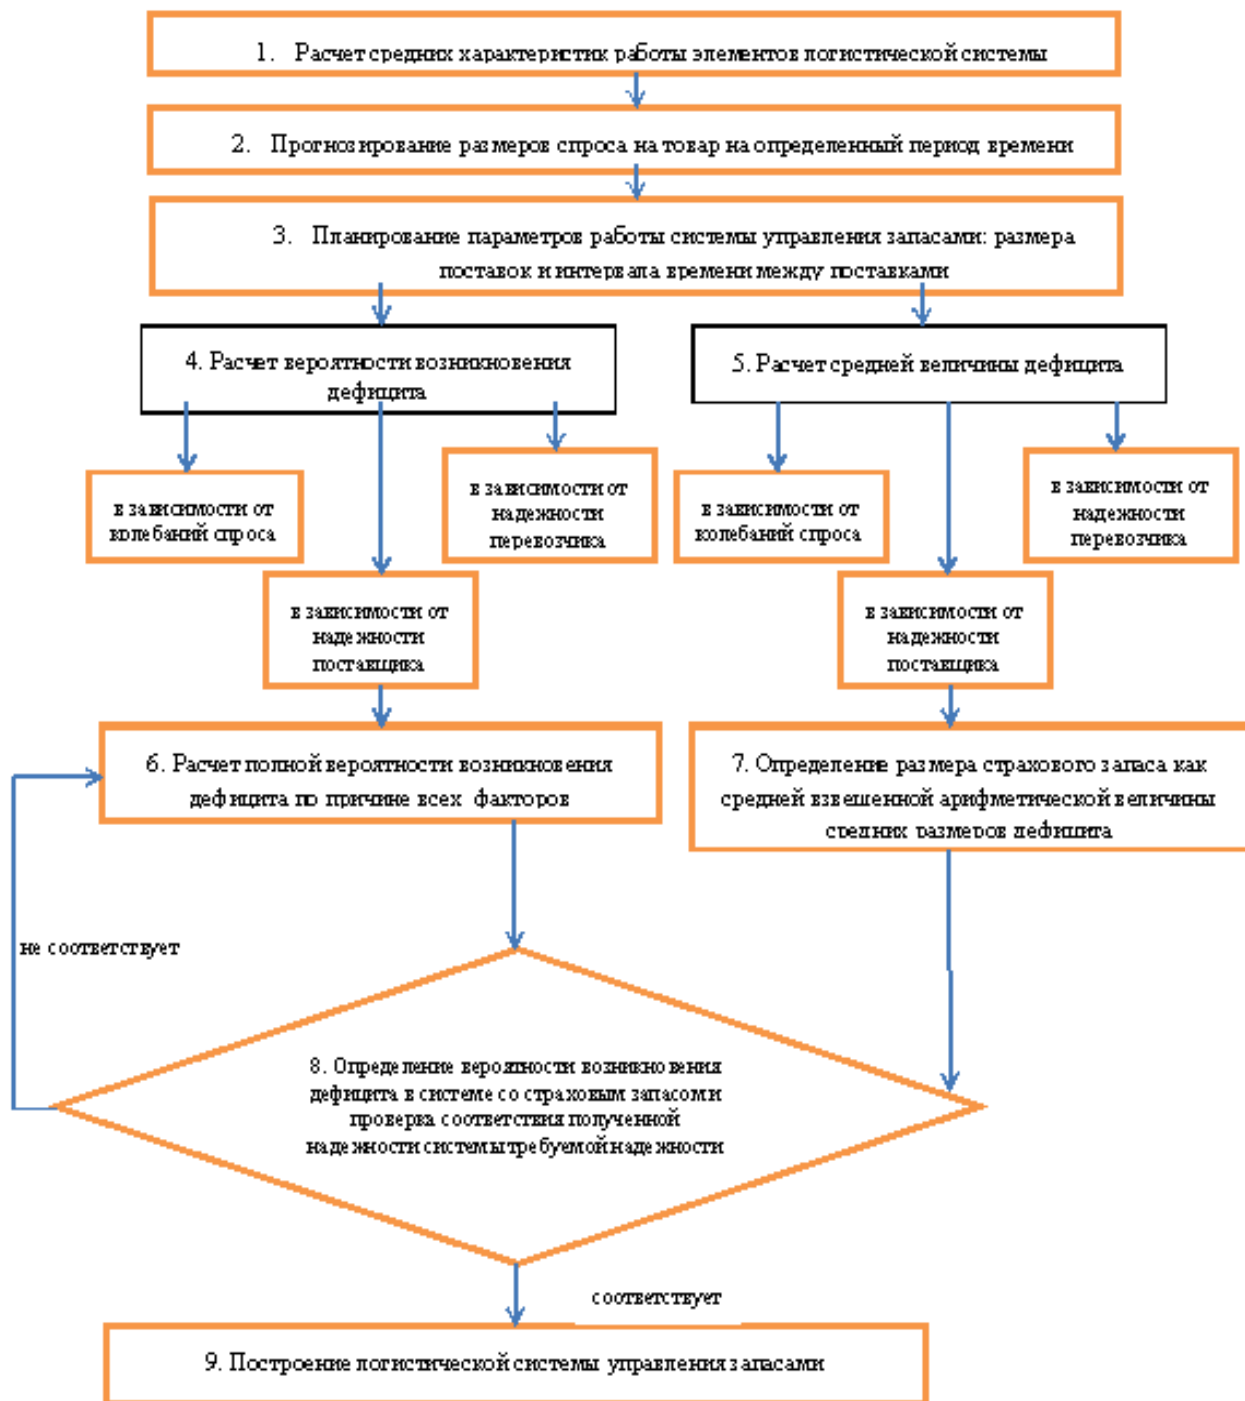 1. Расчет средних характеристик работы элементов логистической системы
2. Прогнозирование размеров спроса на товар на определенный период времени
3. Планирование параметров работы системы управления запасами: размера
поставок и интервала времени между поставками
4. Расчет вероятности возникновения
дефицита
5. Расчет средней величины дефицита
в зависимости от
колебаний спроса
в зависимости от
надежности
перевозчика
в зависимости от
колебаний спроса
в зависимости от
надежности
перевозчика
в зависимости от
надежности
поставщика
в зависимости от
надежности
поставщика
6. Расчет полной вероятности возникновения
дефицита по причине всех факторов
7. Определение размера страхового запаса как
средней взвешенной арифметической величины
средних размеров дефицита
не соответствует
8. Определение вероятности возникновения
дефицита в системе со страховым запасом и
проверка соответствия полученной
надежности системы требуемой надежности
соответствует
9. Построение логистической системы управления запасами